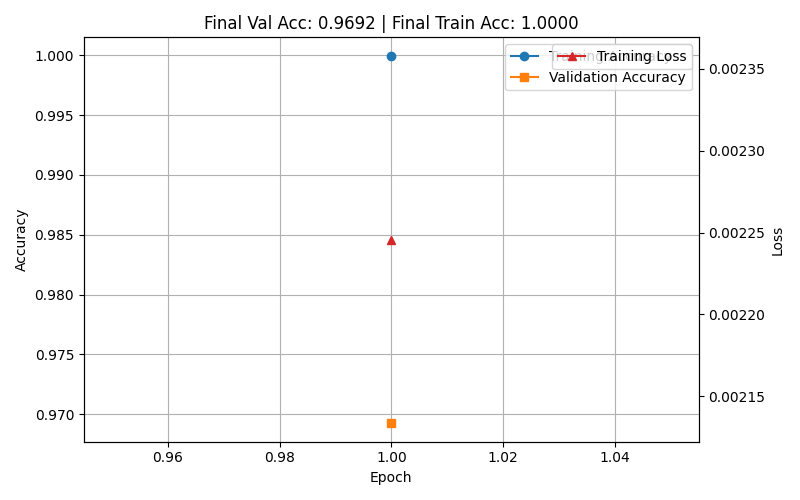 Final Val Acc: 0.9692 | Final Train Acc: 1.0000
Training Loss
Validation Accuracy
Accuracy
1.000
0.995
0.990
0.985
0.980
0.975
0.970
0.00235
0.00230
0.00225
0.00220
0.00215
Loss
0.96
0.98
1.00
1.02
1.04
Epoch